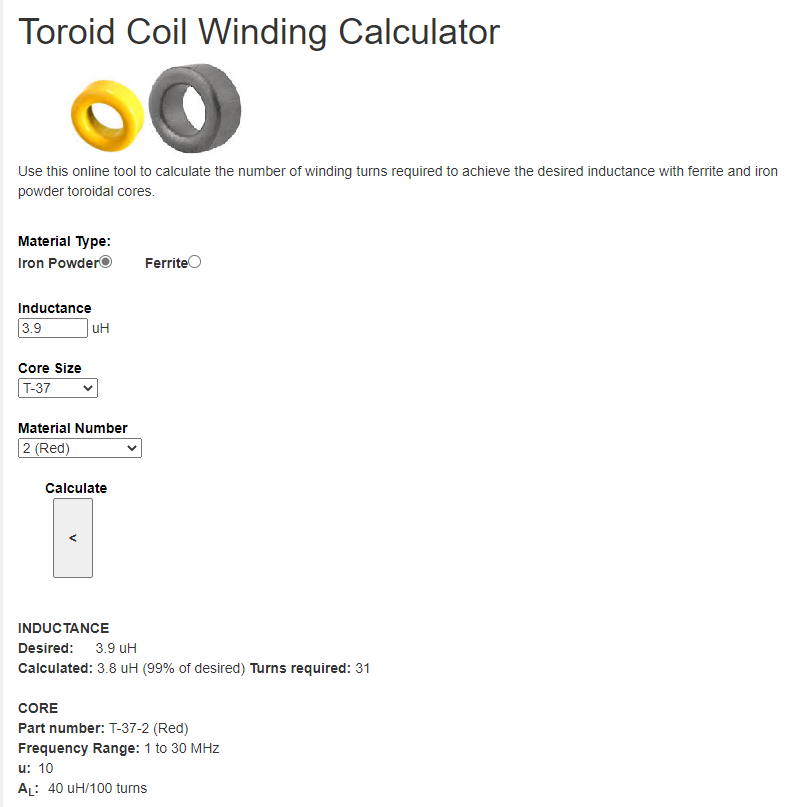 Toroid Coil Winding Calculator
Use this online tool to calculate the number of winding turns required to achieve the desired inductance with ferrite and iron
powder toroidal cores.
Material Type:
Iron Powder Ferrite
Inductance
3.9 uH
Core Size
T-37
Material Number
2 (Red)
Calculate
<
INDUCTANCE
Desired: 3.9 uH
Calculated: 3.8 uH (99% of desired) Turns required: 31
CORE
Part number: T-37-2 (Red)
Frequency Range: 1 to 30 MHz
u: 10
AL: 40 uH/100 turns